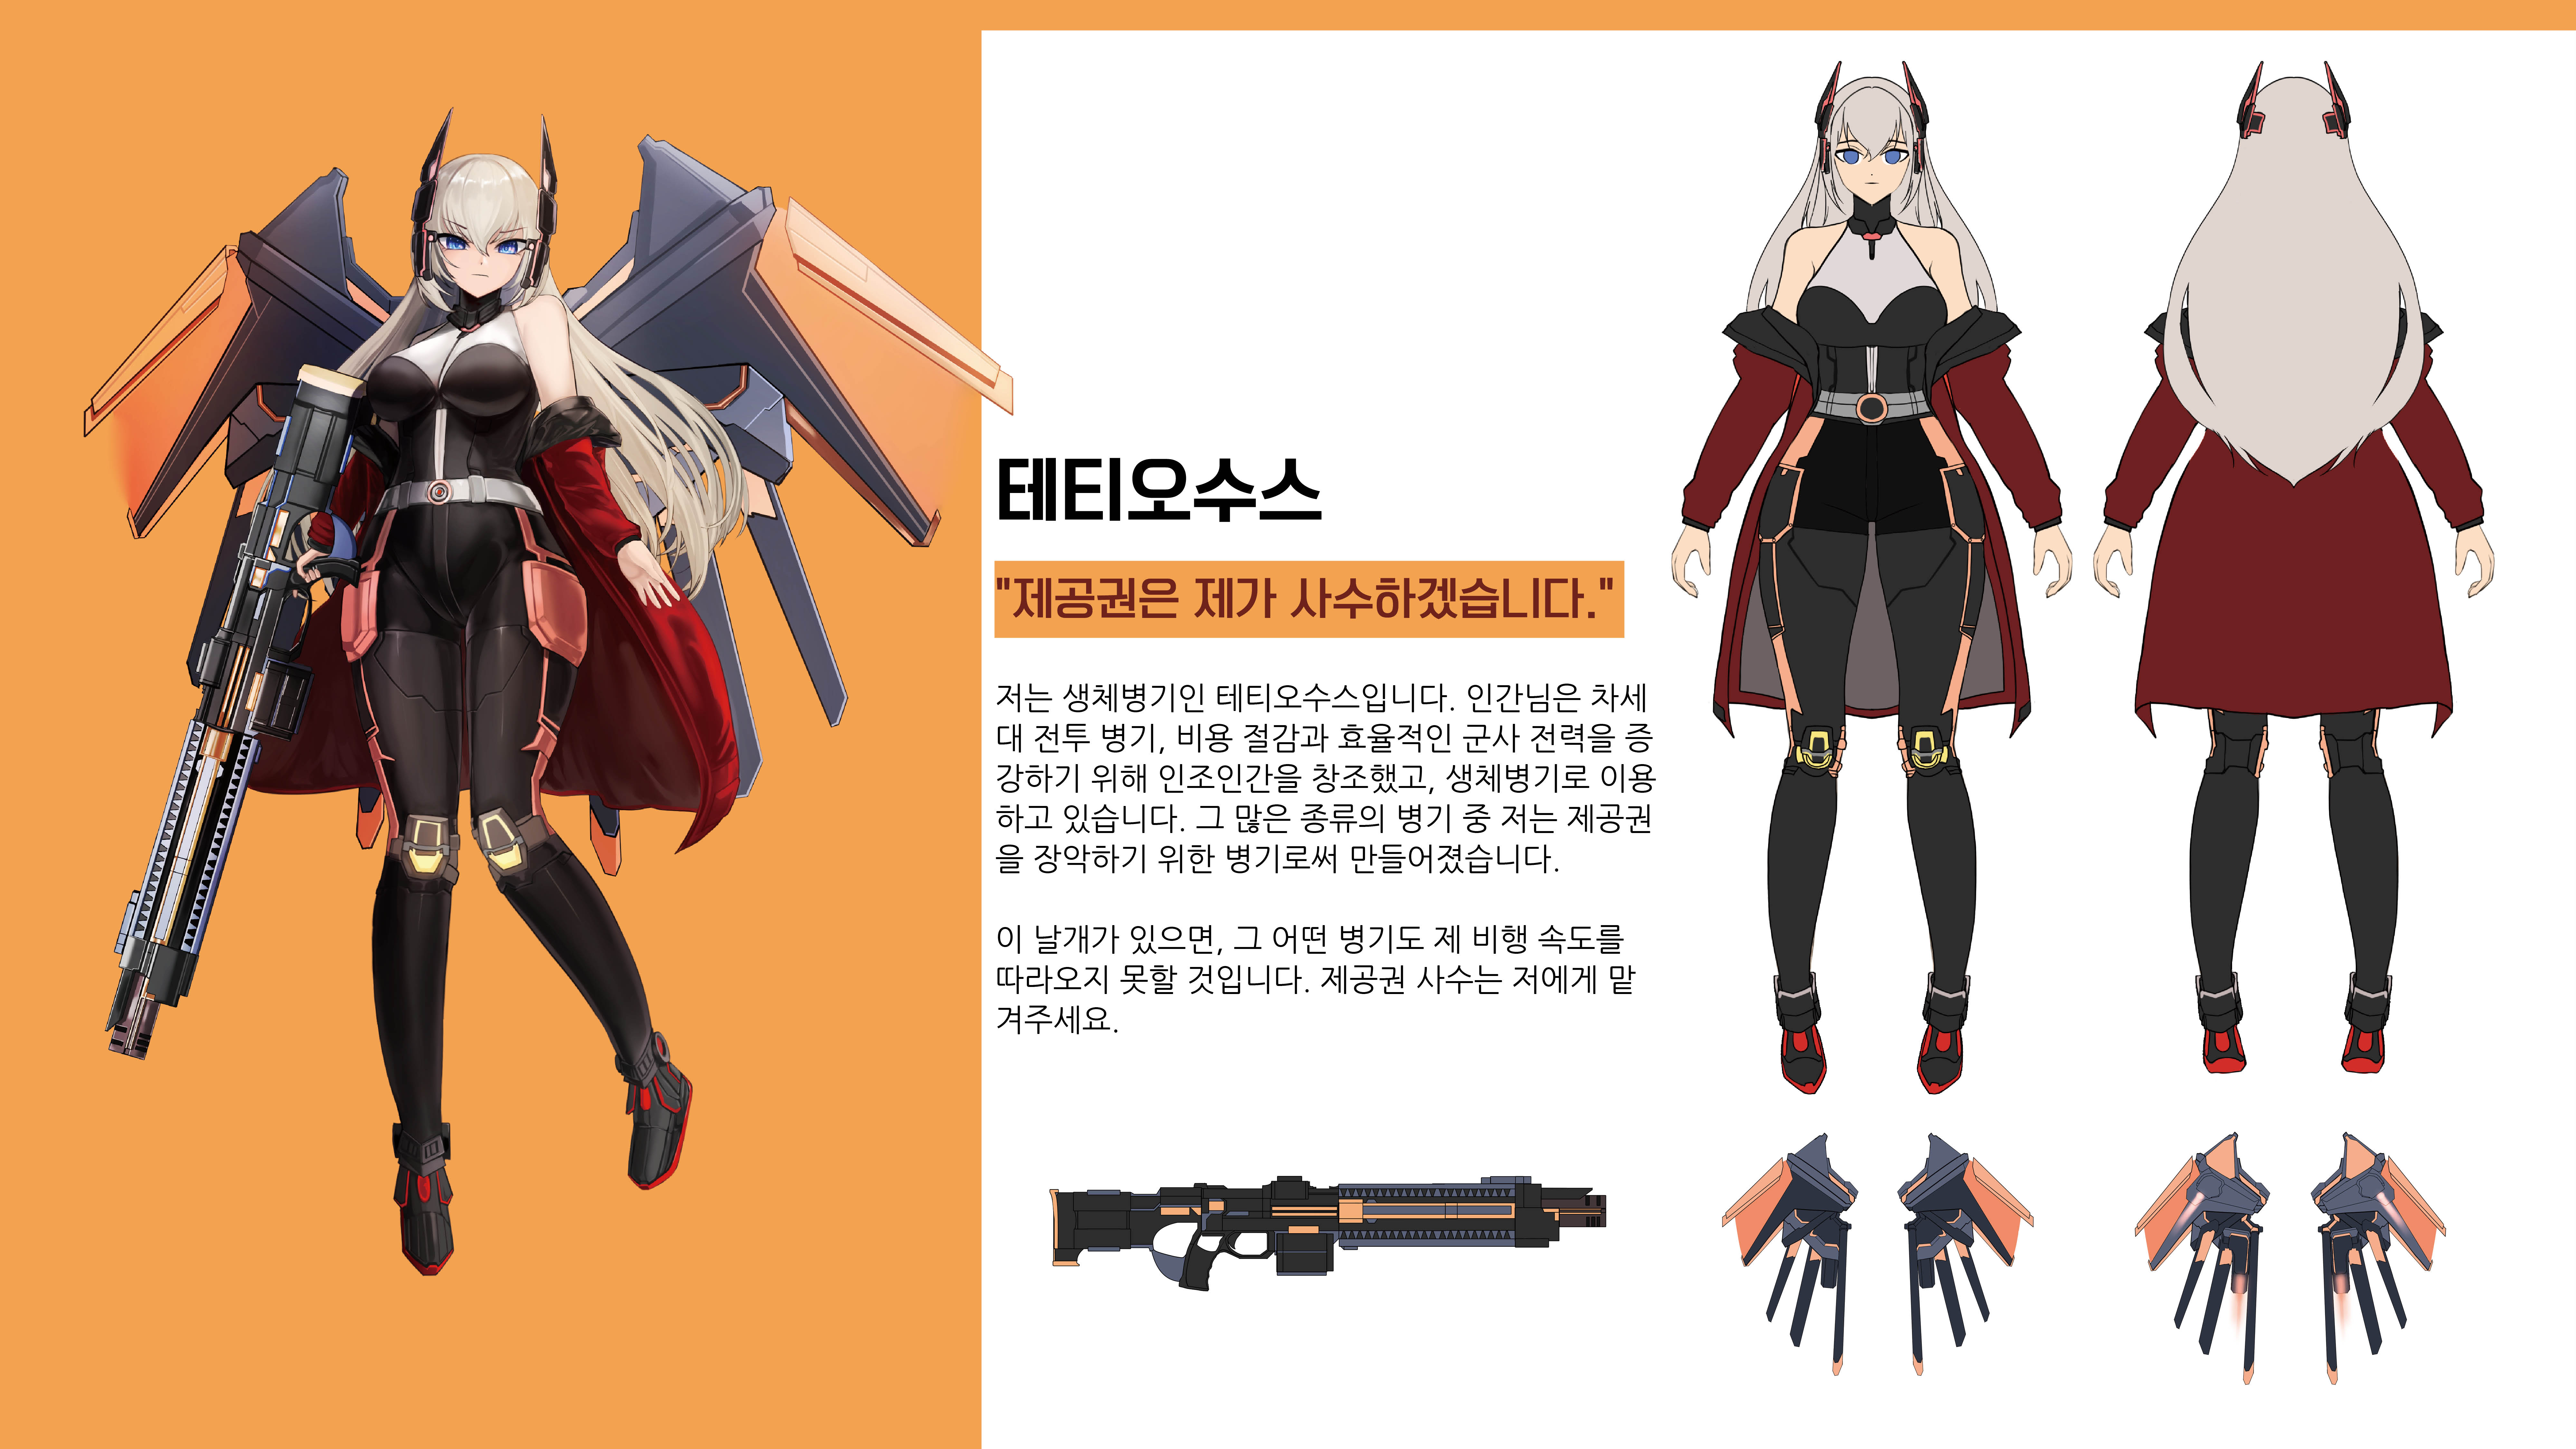 테티오수스
"제공권은 제가 사수하겠습니다."
저는 생체병기인 테티오수스입니다. 인간님은 차세
대 전투 병기, 비용 절감과 효율적인 군사 전력을 증
강하기 위해 인조인간을 창조했고, 생체병기로 이용
하고 있습니다. 그 많은 종류의 병기 중 저는 제공권
을 장악하기 위한 병기로써 만들어졌습니다.
이 날개가 있으면, 그 어떤 병기도 제 비행 속도를
따라오지 못할 것입니다. 제공권 사수는 저에게 맡
겨주세요.